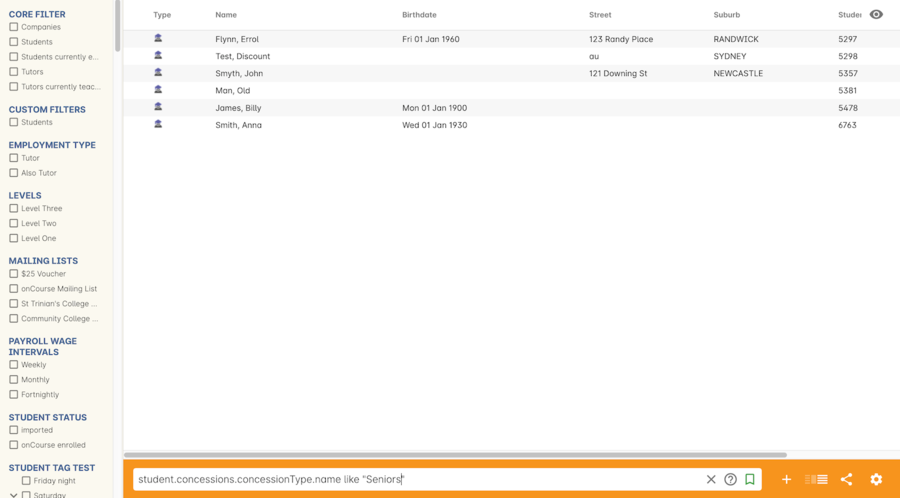 CORE FILTER
Companies
Students
Students currently e...
Tutors
Tutors currently teac...
CUSTOM FILTERS
Students
EMPLOYMENT TYPE
Tutor
Also Tutor
LEVELS
Level Three
Level Two
Level One
MAILING LISTS
$25 Voucher
onCourse Mailing List
St Trinian's College ...
Community College ...
PAYROLL WAGE
INTERVALS
Weekly
Monthly
Fortnightly
STUDENT STATUS
imported
onCourse enrolled
STUDENT TAG TEST
Friday night
Saturday
Type Name Birthdate Street Suburb Studen
Flynn, Errol Fri 01 Jan 1960 123 Randy Place RANDWICK 5297
Test, Discount au SYDNEY 5298
Smyth, John 121 Downing St NEWCASTLE 5357
Man, Old 5381
James, Billy Mon 01 Jan 1900 5478
Smith, Anna Wed 01 Jan 1930 6763
student.concessions.concessionType.name like "Seniors"